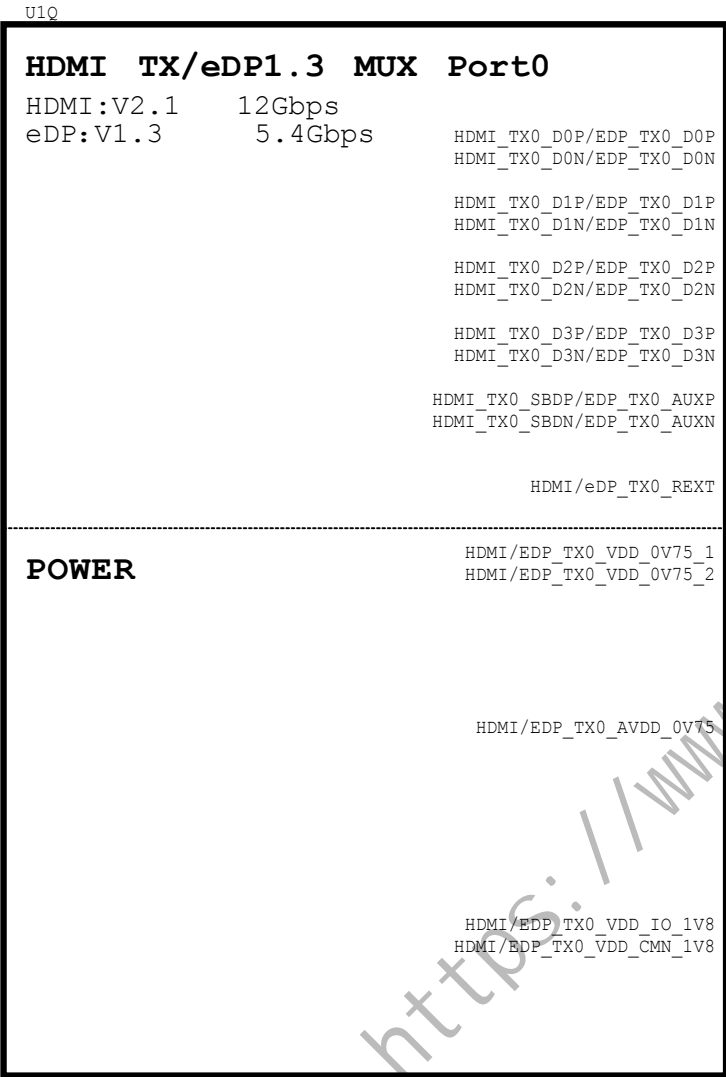 U1Q
HDMI TX/eDP1.3 MUX Port0
HDMI:V2.1 12Gbps
eDP:V1.3 5.4Gbps
HDMI_TX0_D0P/EDP_TX0_D0P
HDMI_TX0_D0N/EDP_TX0_D0N
HDMI_TX0_D1P/EDP_TX0_D1P
HDMI_TX0_D1N/EDP_TX0_D1N
HDMI_TX0_D2P/EDP_TX0_D2P
HDMI_TX0_D2N/EDP_TX0_D2N
HDMI_TX0_D3P/EDP_TX0_D3P
HDMI_TX0_D3N/EDP_TX0_D3N
HDMI_TX0_SBDP/EDP_TX0_AUXP
HDMI_TX0_SBDN/EDP_TX0_AUXN
HDMI/eDP_TX0_REXT
POWER
HDMI/EDP_TX0_VDD_0V75_1
HDMI/EDP_TX0_VDD_0V75_2
HDMI/EDP_TX0_AVDD_0V75
HDMI/EDP_TX0_VDD_IO_1V8
HDMI/EDP_TX0_VDD_CMN_1V8
https://ww